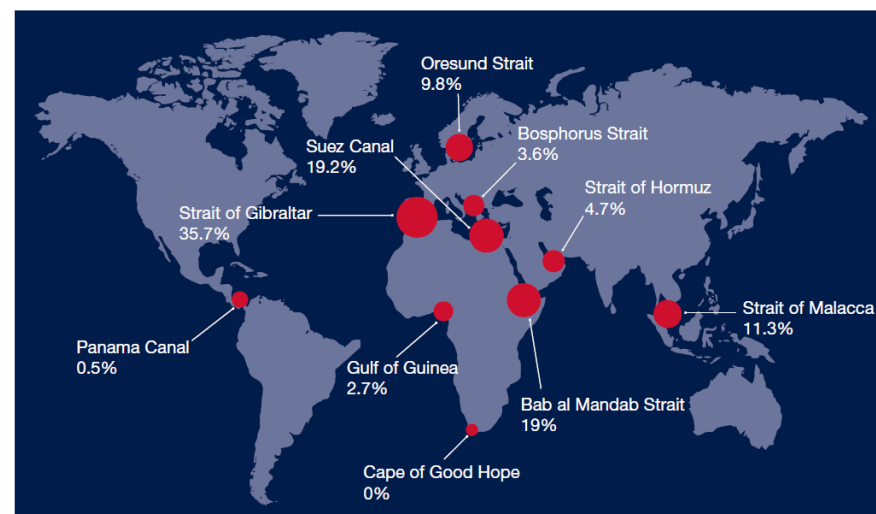 Oresund Strait
9.8%
Suez Canal
19.2%
Bosphorus Strait
3.6%
Strait of Hormuz
4.7%
Strait of Gibraltar
35.7%
Strait of Malacca
11.3%
Panama Canal
0.5%
Gulf of Guinea
2.7%
Bab al Mandab Strait
19%
Cape of Good Hope
0%